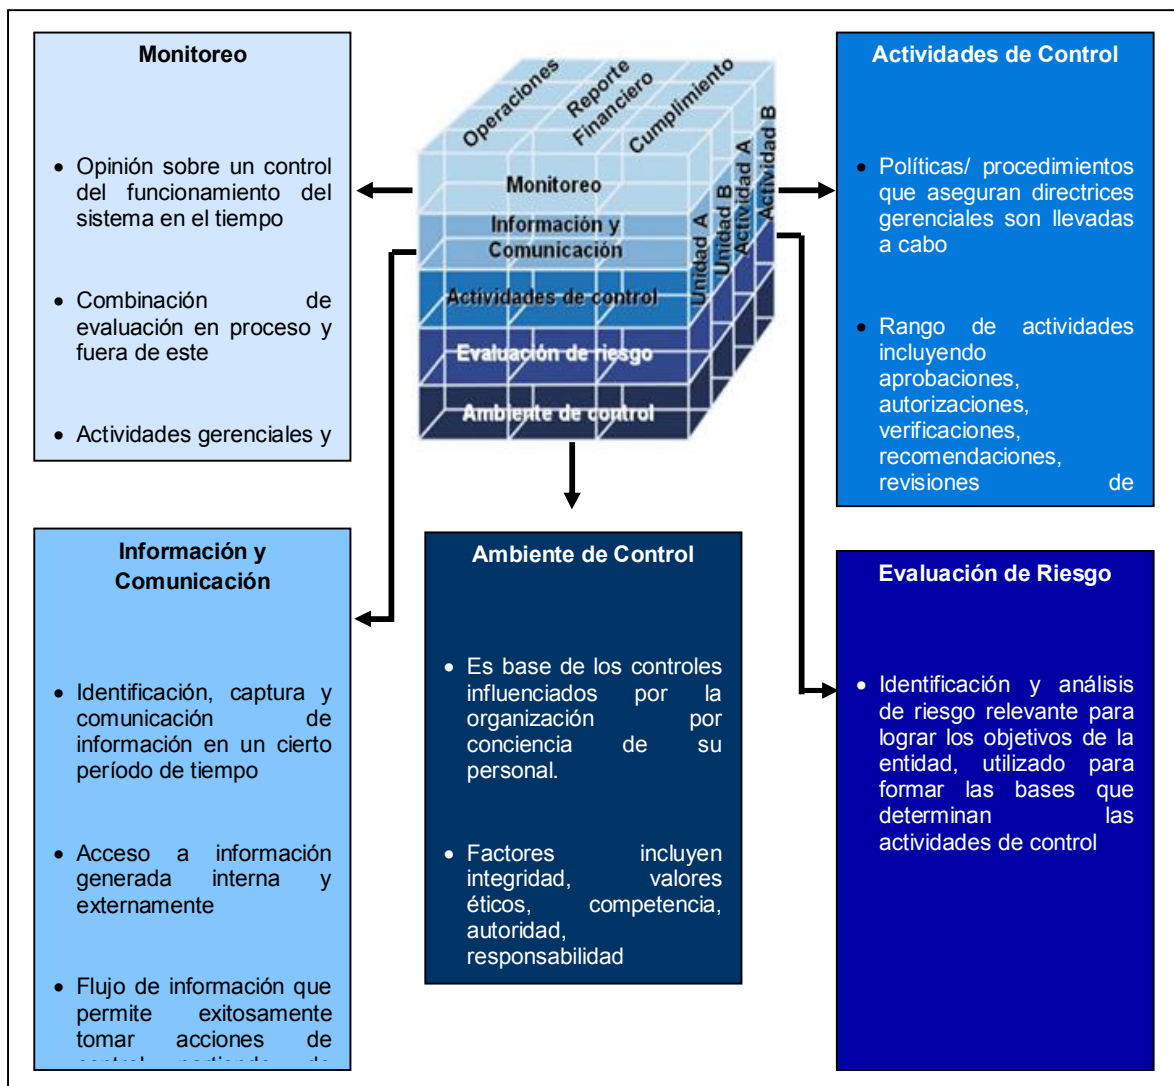 Monitoreo
• Opinión sobre un control
del funcionamiento del
sistema en el tiempo
• Combinación de
evaluación en proceso y
fuera de este
• Actividades gerenciales y
Operaciones
Reporte
Financiero
Cumplimiento
Monitoreo
Información y
Comunicación
Actividades de control
Evaluación de riesgo
Ambiente de control
Unidad A
Unidad B
Actividad A
Actividad B
Actividades de Control
• Políticas/ procedimientos
que aseguran directrices
gerenciales son llevadas
a cabo
• Rango de actividades
incluyendo
aprobaciones,
autorizaciones,
verificaciones,
recomendaciones,
revisiones de
Información y
Comunicación
• Identificación, captura y
comunicación de
información en un cierto
período de tiempo
• Acceso a información
generada interna y
externamente
• Flujo de información que
permite exitosamente
tomar acciones de
control partiendo de
Ambiente de Control
• Es base de los controles
influenciados por la
organización por
conciencia de su
personal.
• Factores incluyen
integridad, valores
éticos, competencia,
autoridad,
responsabilidad
Evaluación de Riesgo
• Identificación y análisis
de riesgo relevante para
lograr los objetivos de la
entidad, utilizado para
formar las bases que
determinan las
actividades de control